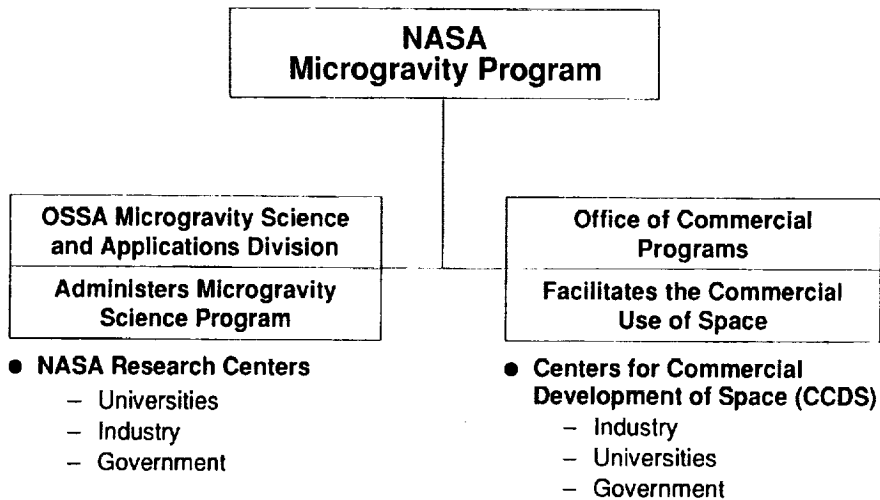 NASA
Microgravity Program
OSSA Microgravity Science
and Applications Division
Administers Microgravity
Science Program
● NASA Research Centers
– Universities
– Industry
– Government
Office of Commercial
Programs
Facilitates the Commercial
Use of Space
● Centers for Commercial
Development of Space (CCDS)
– Industry
– Universities
– Government